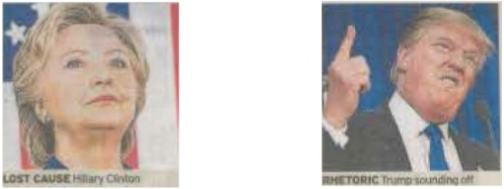 LOST CAUSE Hillary Clinton
RHETORIC Trump sounding off